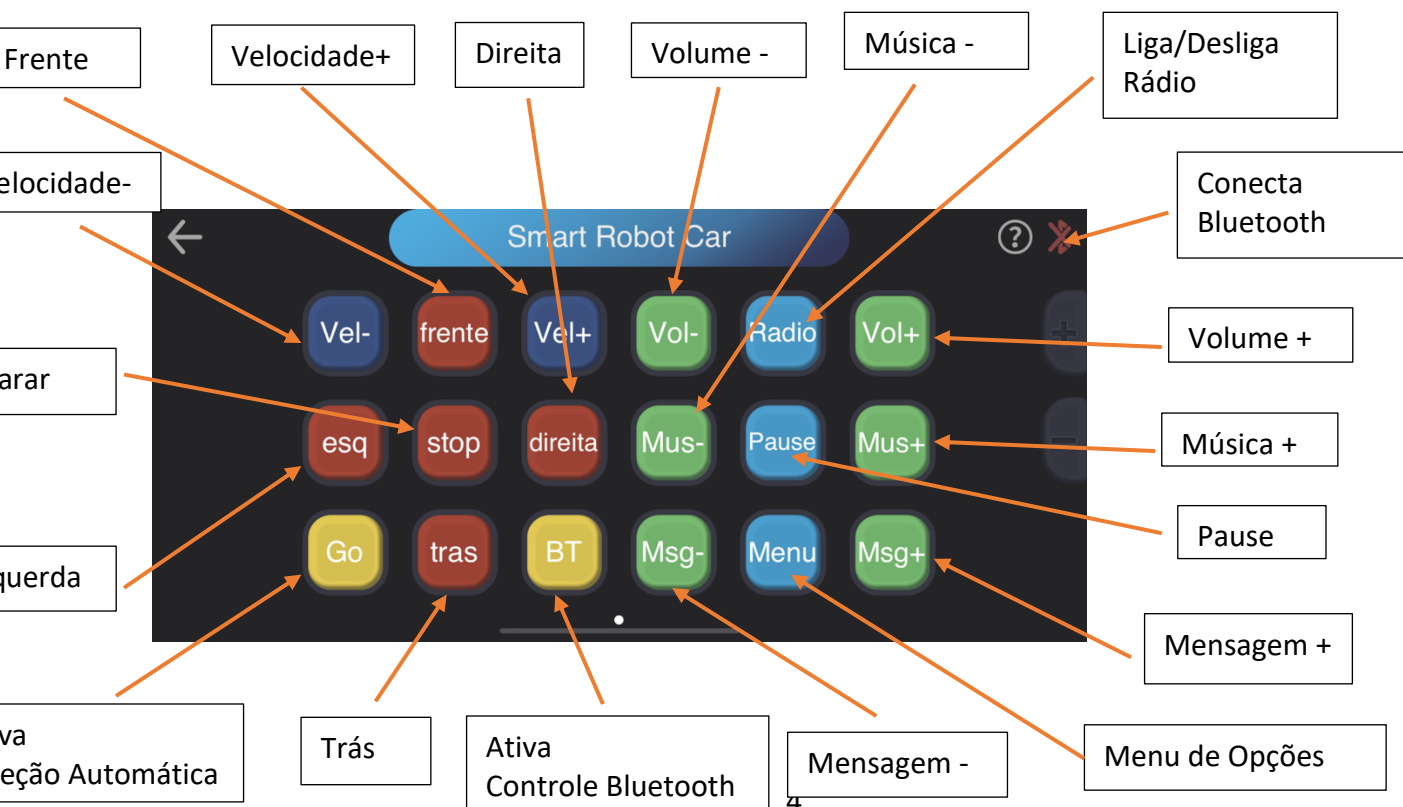 Frente
Velocidade+
Direita
Volume -
Música -
Liga/Desliga
Rádio
elocidade-
Conecta
Bluetooth
Smart Robot Car
?
Vel-
frente
Vel+
Vol-
Radio
Vol+
+
Volume +
arar
esq
stop
direita
Mus-
Pause
Mus+
-
Música +
Go
tras
BT
Msg-
Menu
Msg+
Pause
querda
Mensagem +
va
eção Automática
Trás
Ativa
Controle Bluetooth
Mensagem -
Menu de Opções
4